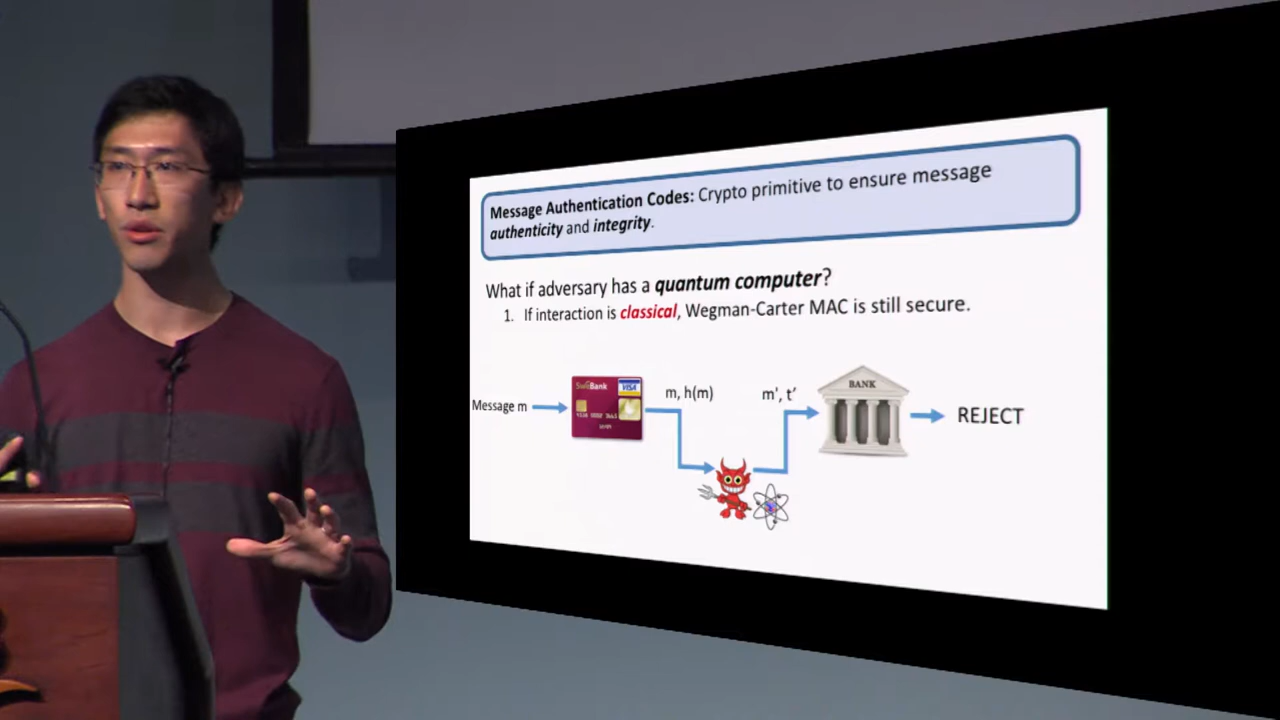 Message Authentication Codes: Crypto primitive to ensure message
authenticity and integrity.
What if adversary has a quantum computer?
1. If interaction is classical, Wegman-Carter MAC is still secure.
Message m
VISA
m, h(m)
m', t'
BANK
REJECT